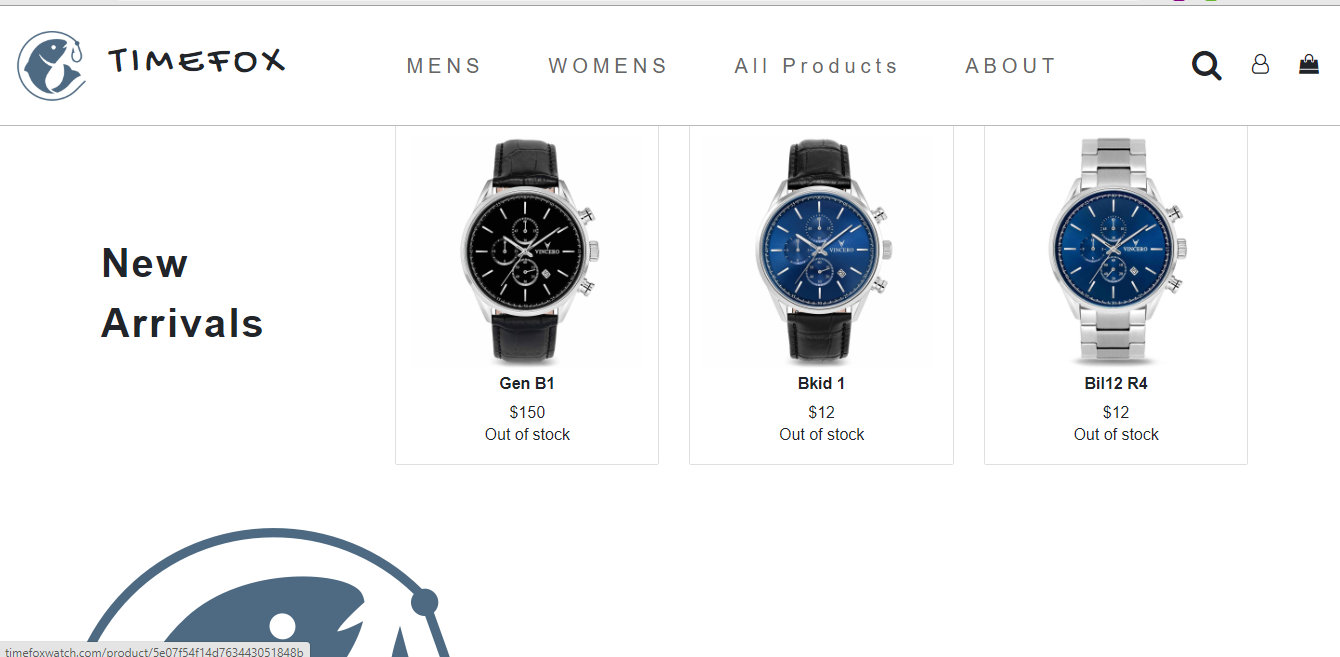 TIMEFOX
MENS
WOMENS
All Products
ABOUT
New
Arrivals
VINCERO
Gen B1
$150
Out of stock
VINCERO
Bkid 1
$12
Out of stock
VINCERO
Bil12 R4
$12
Out of stock
timefoxwatch.com/product/5e07f54f14d763443051848b